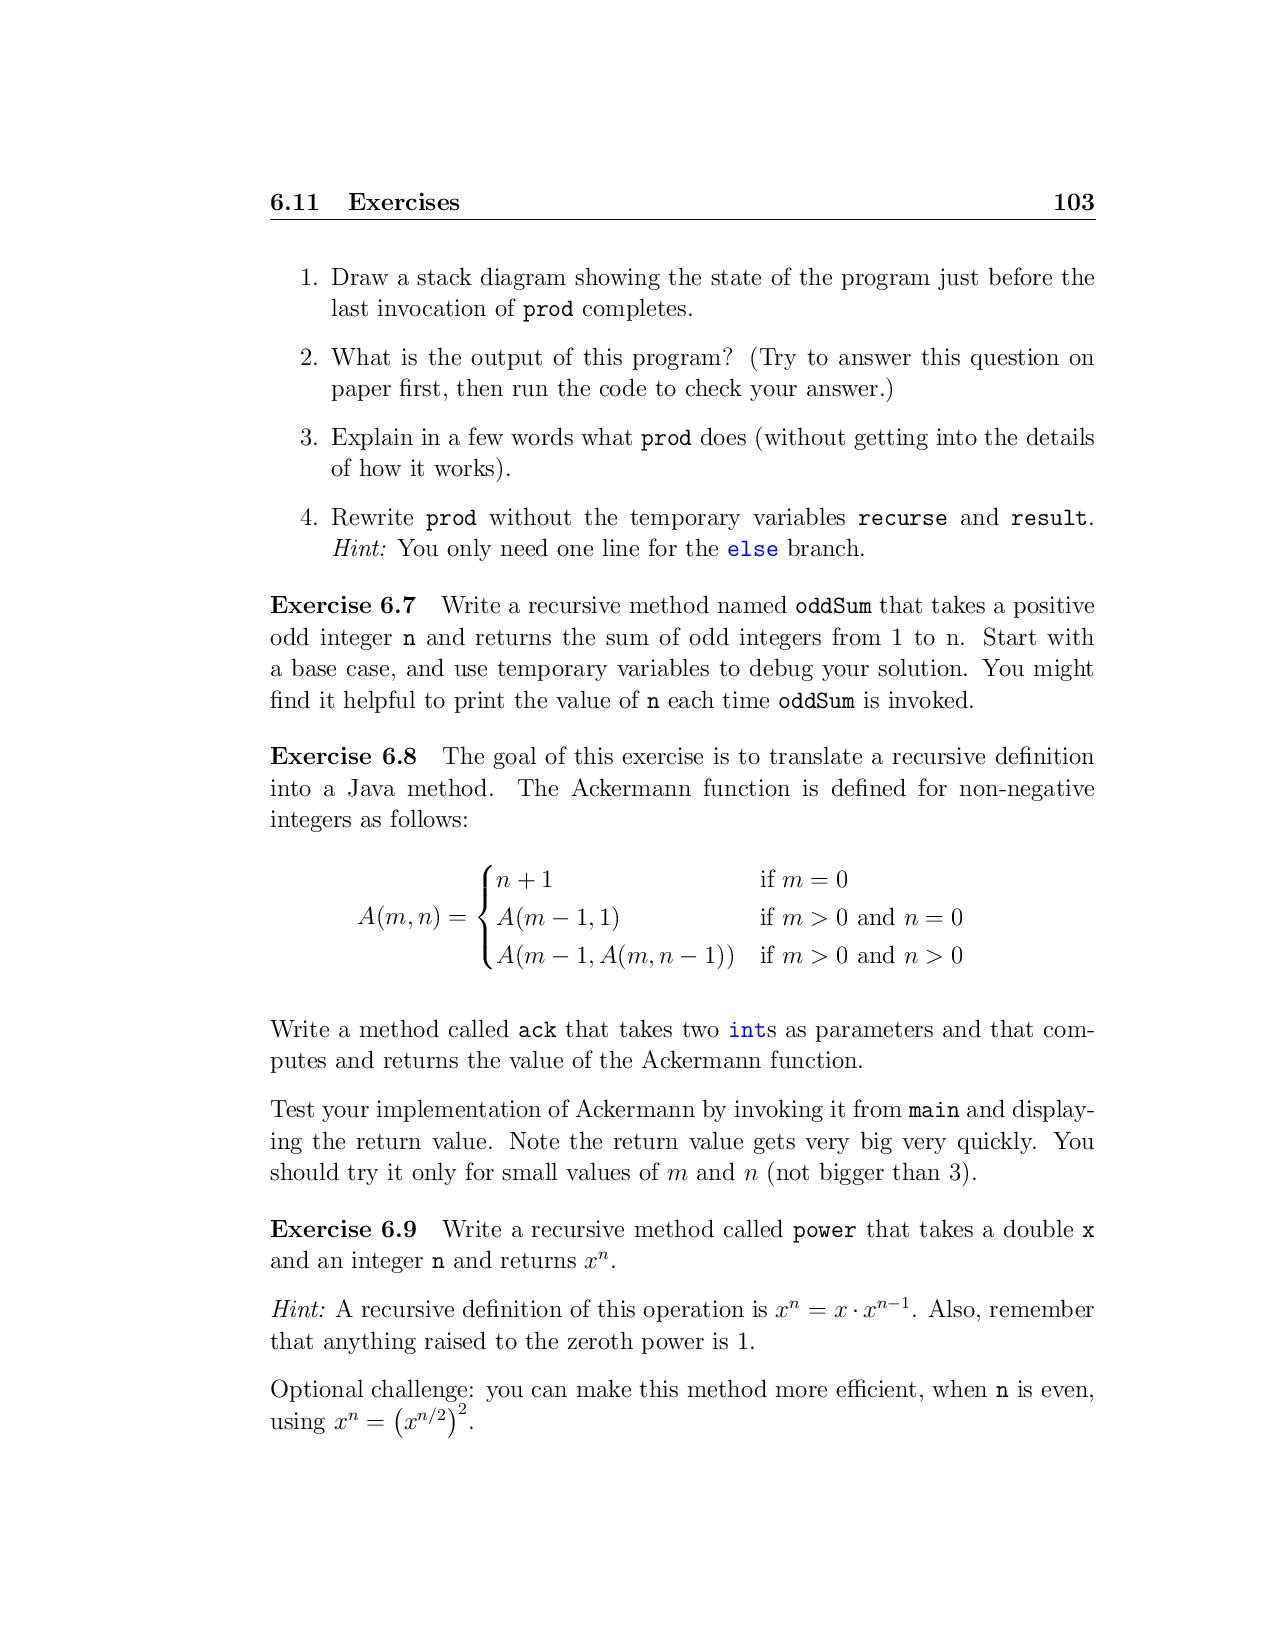 6.11 Exercises 103
1. Draw a stack diagram showing the state of the program just before the
last invocation of prod completes.
2. What is the output of this program? (Try to answer this question on
paper first, then run the code to check your answer.)
3. Explain in a few words what prod does (without getting into the details
of how it works).
4. Rewrite prod without the temporary variables recurse and result.
Hint: You only need one line for the else branch.
Exercise 6.7 Write a recursive method named oddSum that takes a positive
odd integer n and returns the sum of odd integers from 1 to n. Start with
a base case, and use temporary variables to debug your solution. You might
find it helpful to print the value of n each time oddSum is invoked.
Exercise 6.8 The goal of this exercise is to translate a recursive definition
into a Java method. The Ackermann function is defined for non-negative
integers as follows:
n + 1 if m = 0
A(m, n) = { A(m − 1, 1) if m > 0 and n = 0
A(m − 1, A(m, n − 1)) if m > 0 and n > 0
Write a method called ack that takes two ints as parameters and that com-
putes and returns the value of the Ackermann function.
Test your implementation of Ackermann by invoking it from main and display-
ing the return value. Note the return value gets very big very quickly. You
should try it only for small values of m and n (not bigger than 3).
Exercise 6.9 Write a recursive method called power that takes a double x
and an integer n and returns xⁿ.
Hint: A recursive definition of this operation is xⁿ = x · xⁿ⁻¹. Also, remember
that anything raised to the zeroth power is 1.
Optional challenge: you can make this method more efficient, when n is even,
using xⁿ = (x^{n/2})².